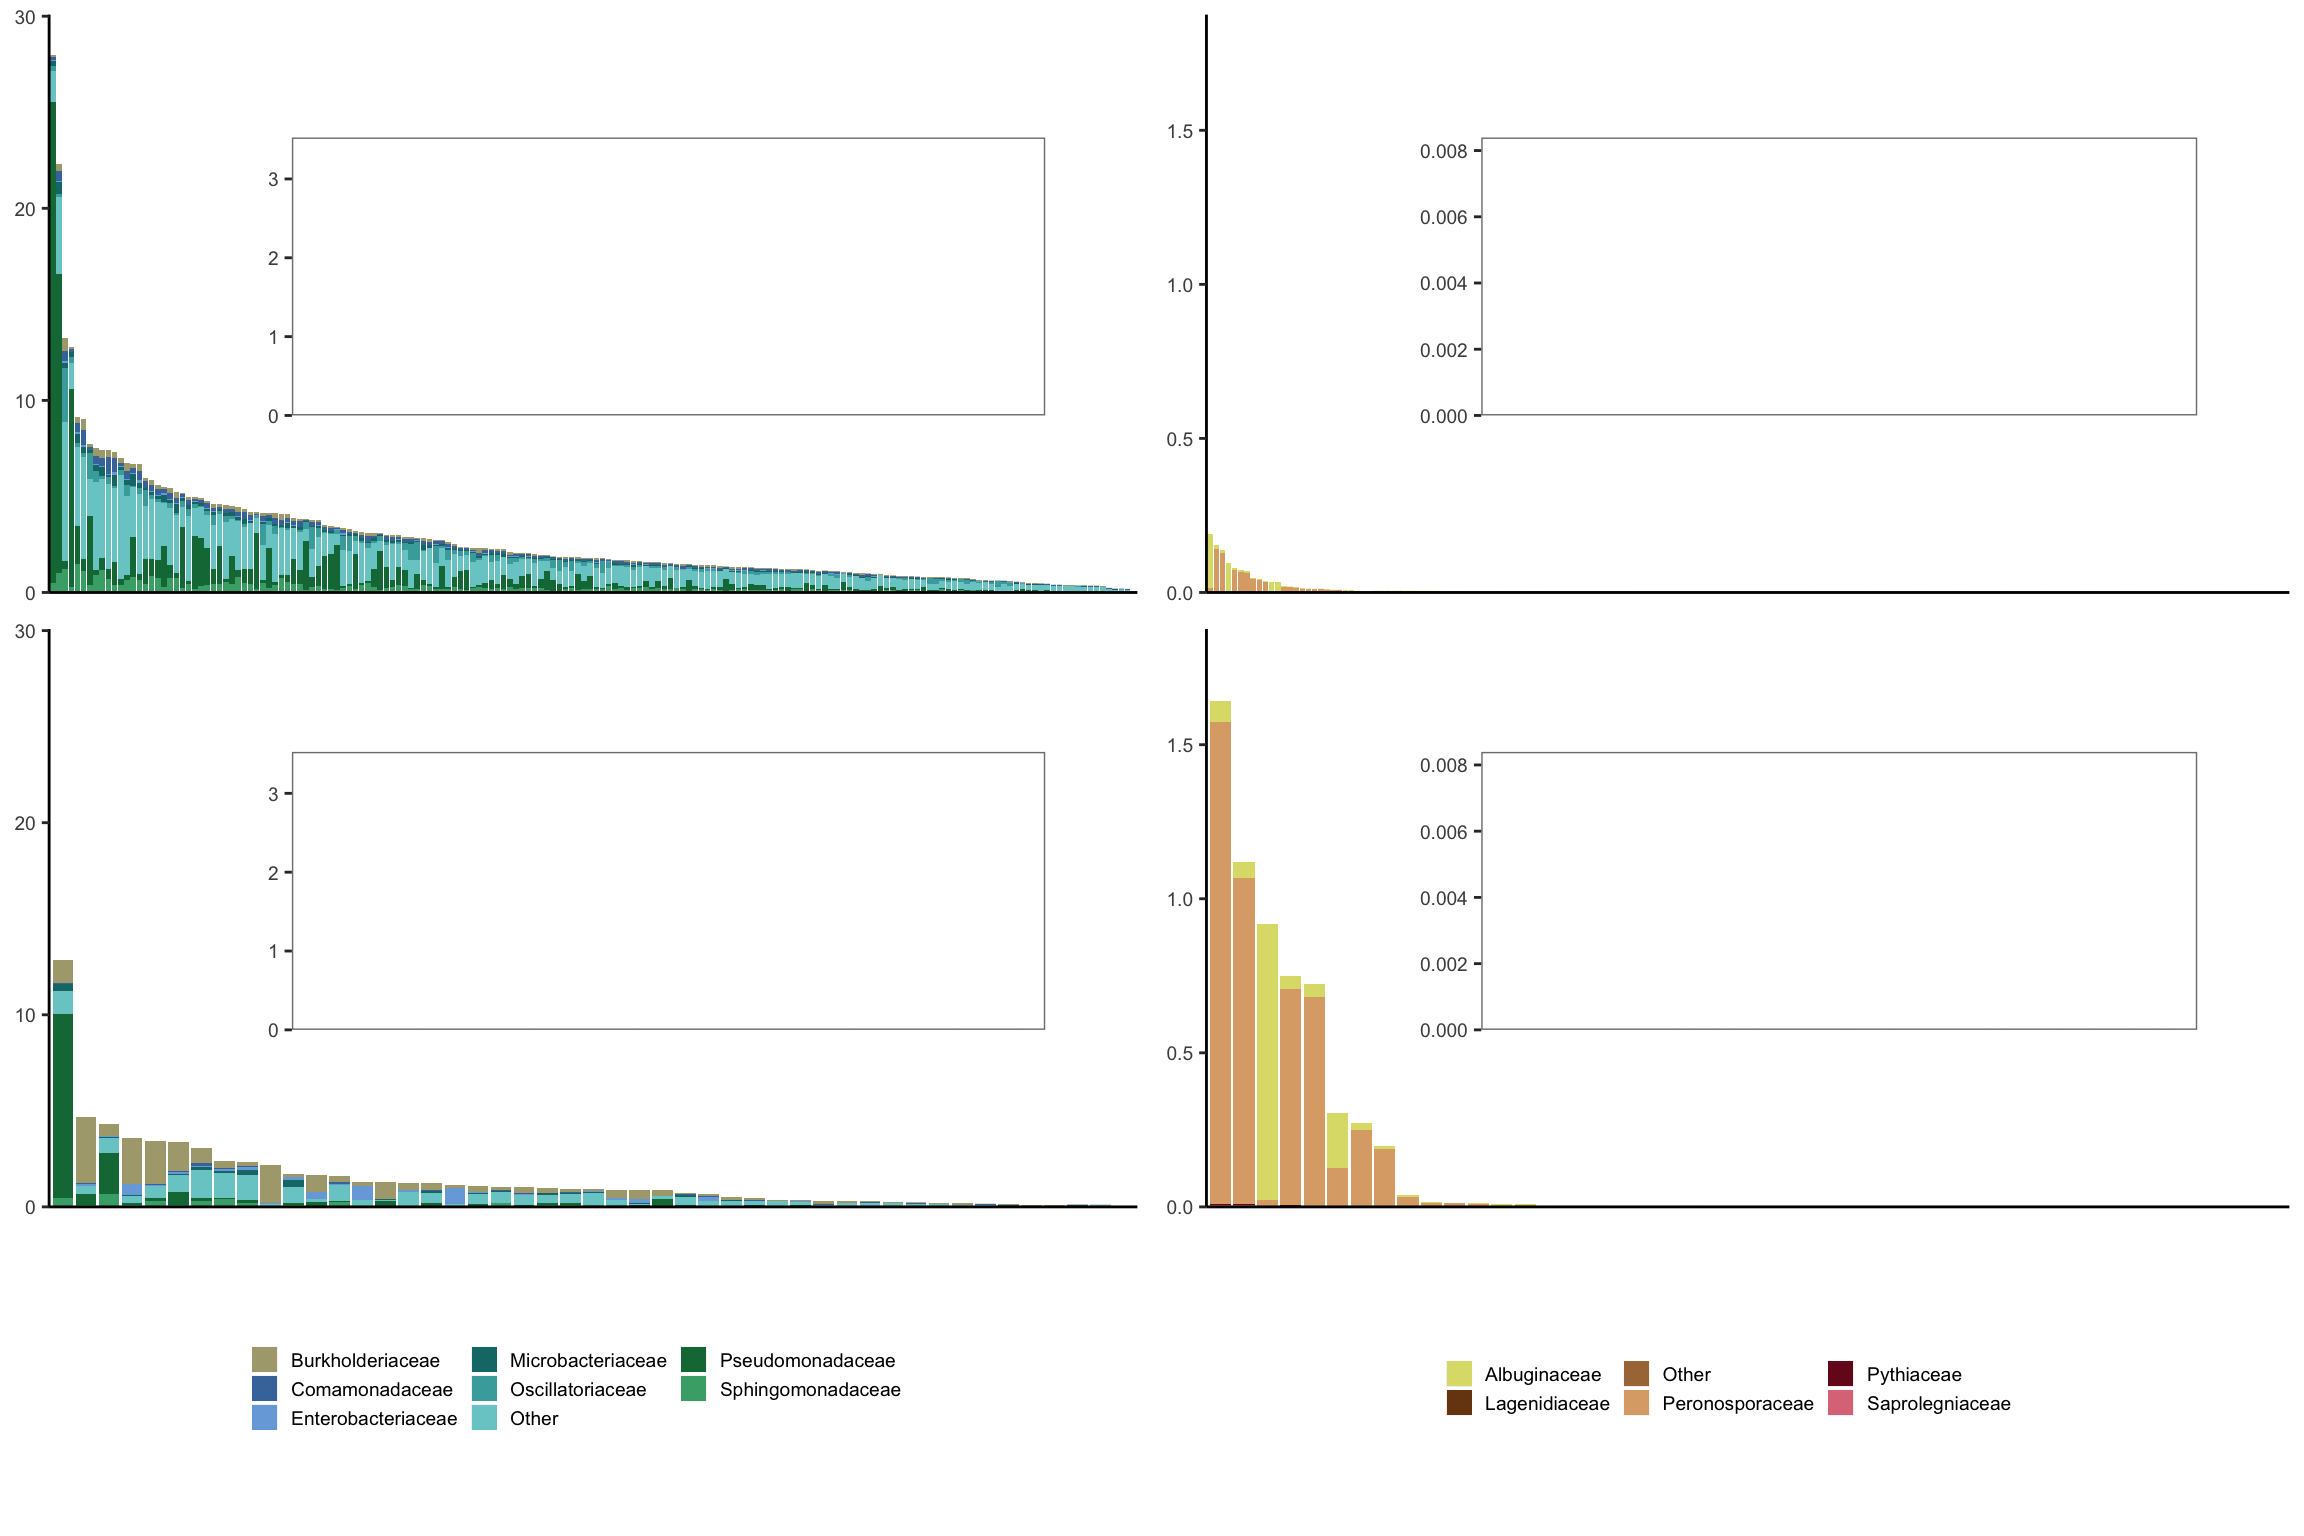 30
20
10
0
3
2
1
0
1.5
1.0
0.5
0.0
0.008
0.006
0.004
0.002
0.000
30
20
10
0
3
2
1
0
1.5
1.0
0.5
0.0
0.008
0.006
0.004
0.002
0.000
Burkholderiaceae
Comamonadaceae
Enterobacteriaceae
Microbacteriaceae
Oscillatoriaceae
Other
Pseudomonadaceae
Sphingomonadaceae
Albuginaceae
Lagenidiaceae
Other
Peronosporaceae
Pythiaceae
Saprolegniaceae